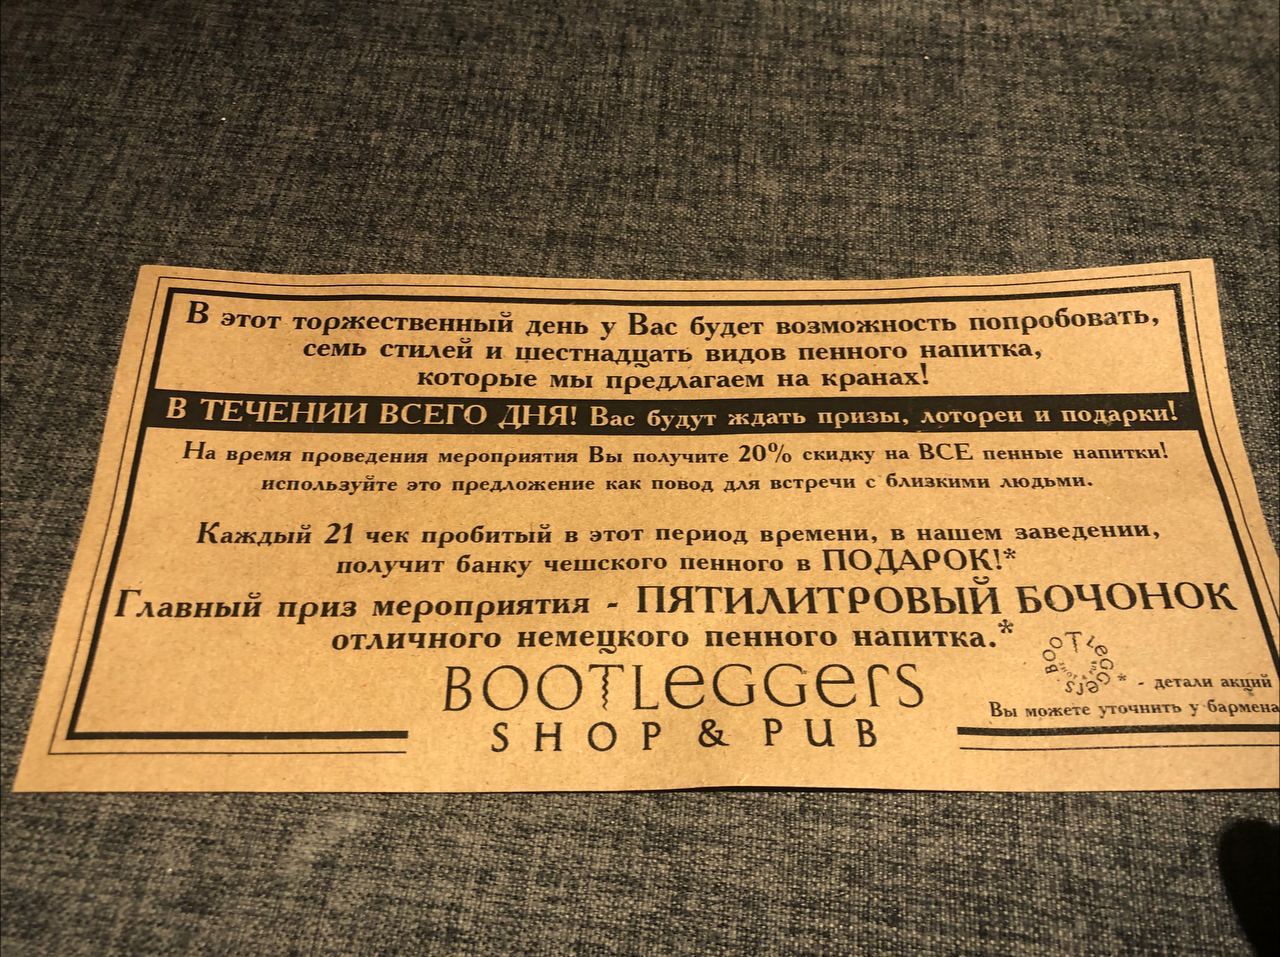 В этот торжественный день у Вас будет возможность попробовать,
семь стилей и шестнадцать видов пенного напитка,
которые мы предлагаем на кранах!
В ТЕЧЕНИИ ВСЕГО ДНЯ! Вас будут ждать призы, лотореи и подарки!
На время проведения мероприятия Вы получите 20% скидку на ВСЕ пенные напитки!
используйте это предложение как повод для встречи с близкими людьми.
Каждый 21 чек пробитый в этот период времени, в нашем заведении,
получит банку чешского пенного в ПОДАРОК!*
Главный приз мероприятия - ПЯТИЛИТРОВЫЙ БОЧОНОК
отличного немецкого пенного напитка.*
BOOTLeGGerS
SHOP & PUB
BOOTLeGGerS
* - детали акций
Вы можете уточнить у бармена